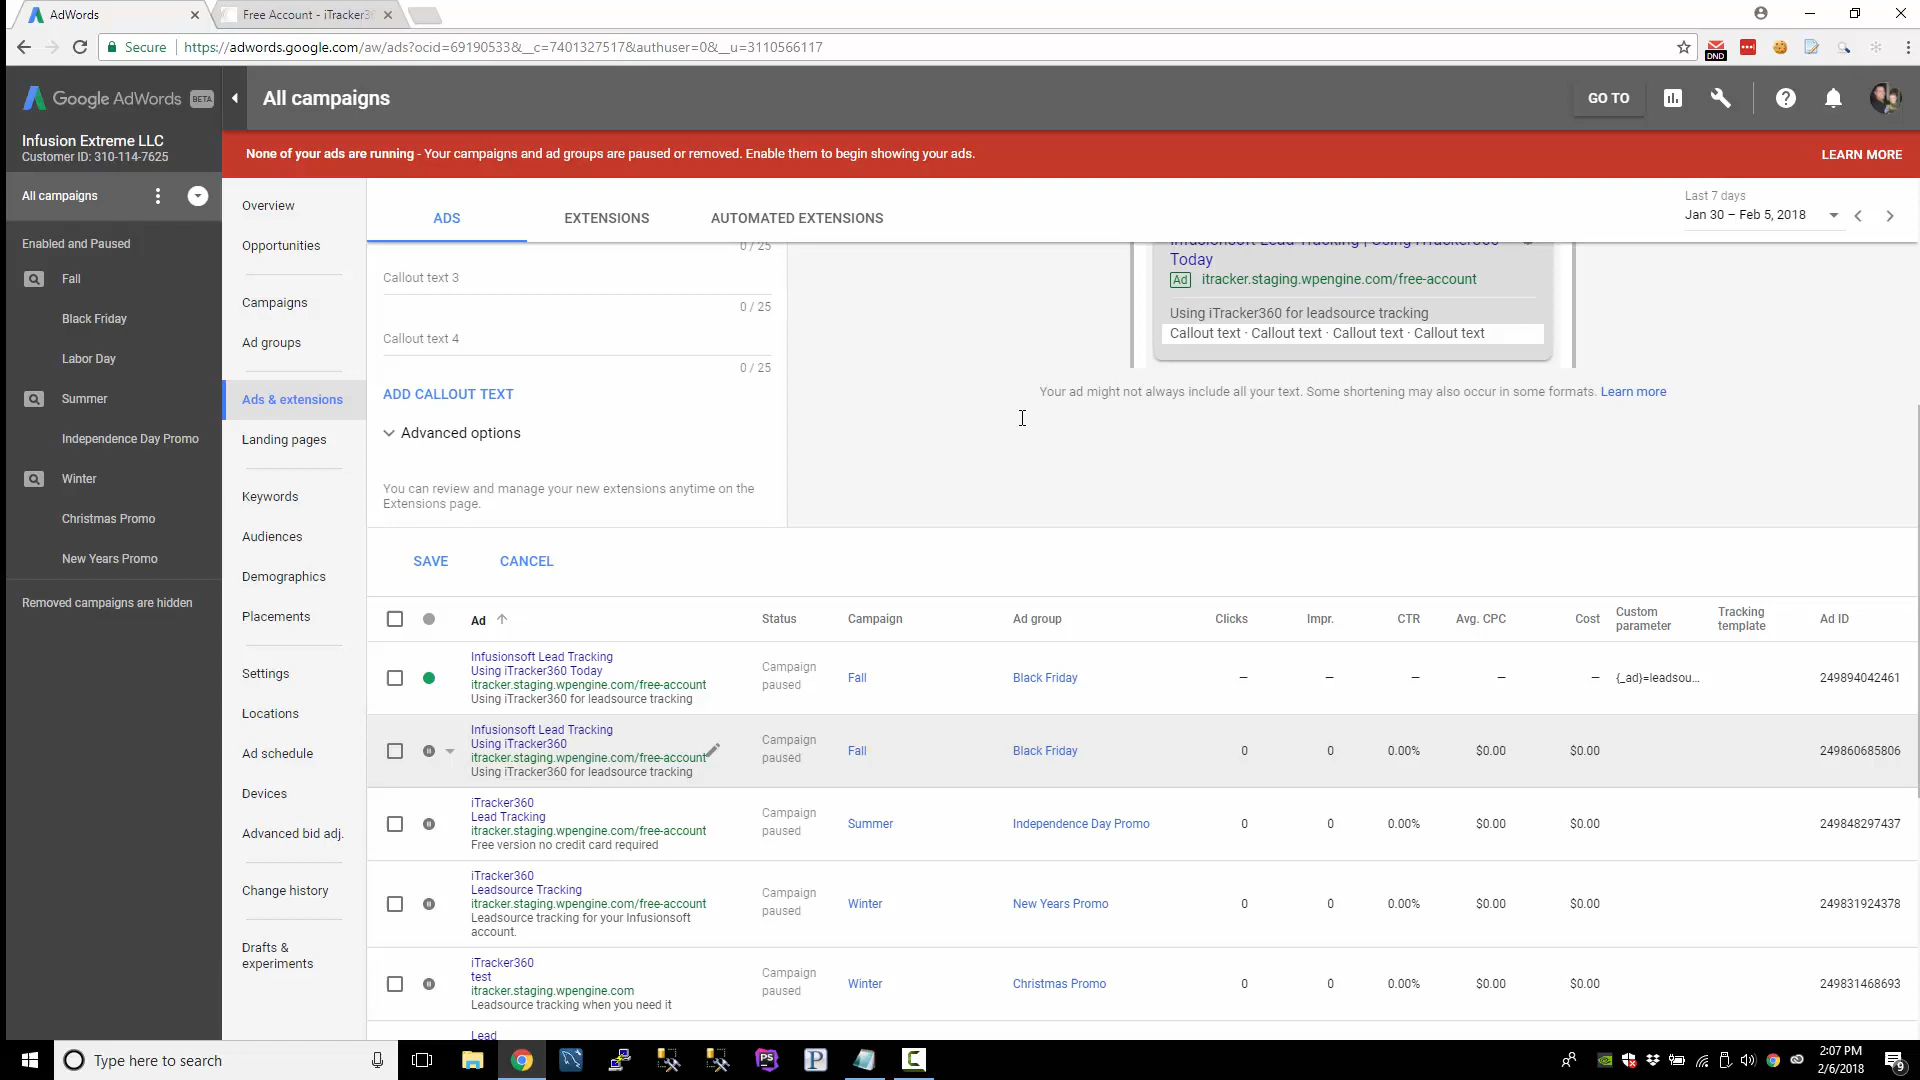 AdWords
Free Account - iTracker3
Secure
https://adwords.google.com/aw/ads?ocid=69190533&__c=7401327517&authuser=0&__u=3110566117
DND
Google AdWords BETA
All campaigns
GO TO
Infusion Extreme LLC
Customer ID: 310-114-7625
None of your ads are running - Your campaigns and ad groups are paused or removed. Enable them to begin showing your ads.
LEARN MORE
All campaigns
Enabled and Paused
Fall
Black Friday
Labor Day
Summer
Independence Day Promo
Winter
Christmas Promo
New Years Promo
Removed campaigns are hidden
Overview
Opportunities
Campaigns
Ad groups
Ads & extensions
Landing pages
Keywords
Audiences
Demographics
Placements
Settings
Locations
Ad schedule
Devices
Advanced bid adj.
Change history
Drafts &
experiments
ADS
EXTENSIONS
AUTOMATED EXTENSIONS
Last 7 days
Jan 30 – Feb 5, 2018
0 / 25
Callout text 3
0 / 25
Callout text 4
0 / 25
ADD CALLOUT TEXT
Advanced options
You can review and manage your new extensions anytime on the
Extensions page.
Infusionsoft Lead Tracking | Using iTracker360
Today
Ad itracker.staging.wpengine.com/free-account
Using iTracker360 for leadsource tracking
Callout text · Callout text · Callout text · Callout text
Your ad might not always include all your text. Some shortening may also occur in some formats. Learn more
SAVE
CANCEL
Ad Status Campaign Ad group Clicks Impr. CTR Avg. CPC Cost Custom parameter Tracking template Ad ID
Infusionsoft Lead Tracking
Using iTracker360 Today
itracker.staging.wpengine.com/free-account
Using iTracker360 for leadsource tracking
Campaign
paused
Fall Black Friday – – – – – {_ad}=leadsou... 249894042461
Infusionsoft Lead Tracking
Using iTracker360
itracker.staging.wpengine.com/free-account
Using iTracker360 for leadsource tracking
Campaign
paused
Fall Black Friday 0 0 0.00% $0.00 $0.00 249860685806
iTracker360
Lead Tracking
itracker.staging.wpengine.com/free-account
Free version no credit card required
Campaign
paused
Summer Independence Day Promo 0 0 0.00% $0.00 $0.00 249848297437
iTracker360
Leadsource Tracking
itracker.staging.wpengine.com/free-account
Leadsource tracking for your Infusionsoft
account.
Campaign
paused
Winter New Years Promo 0 0 0.00% $0.00 $0.00 249831924378
iTracker360
test
itracker.staging.wpengine.com
Leadsource tracking when you need it
Campaign
paused
Winter Christmas Promo 0 0 0.00% $0.00 $0.00 249831468693
Lead
Type here to search
PS
P
C
2:07 PM
2/6/2018
9